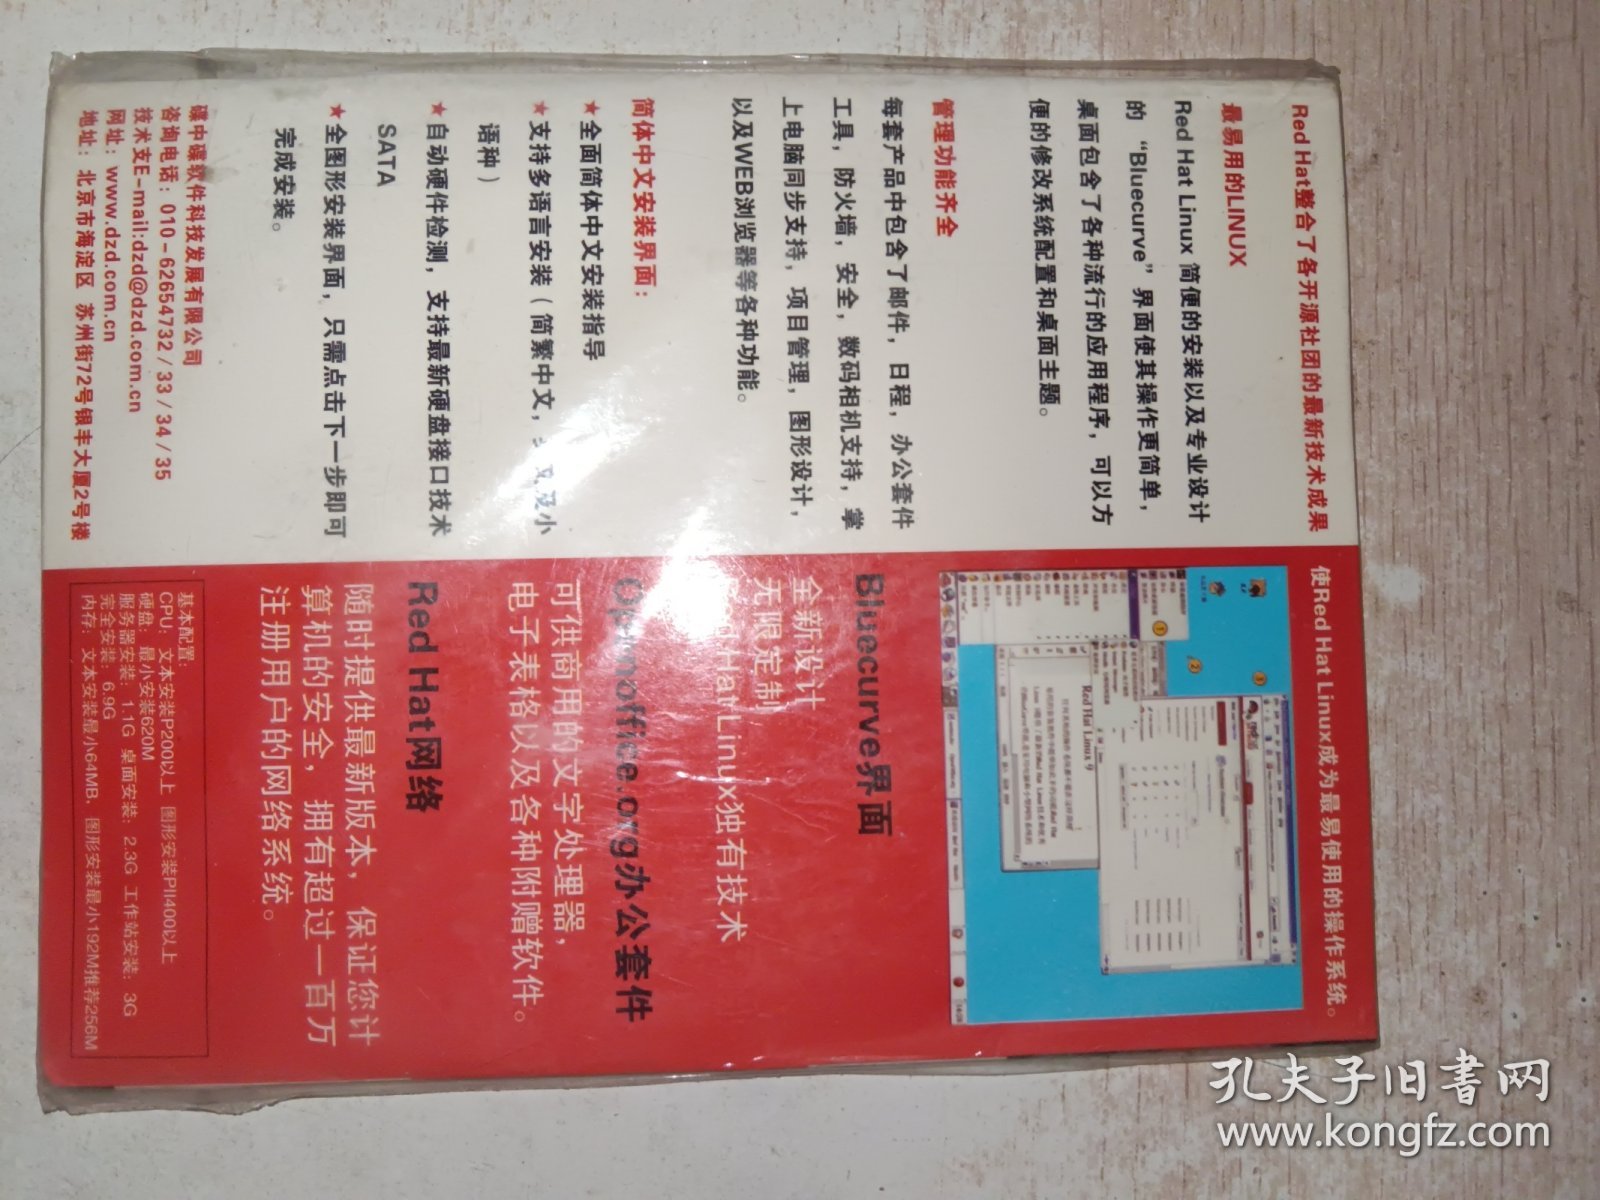 Red Hat整合了各开源社团的最新技术成果
最易用的LINUX
Red Hat Linux 简便的安装以及专业设计
的“Bluecurve”界面使其操作更简单，
桌面包含了各种流行的应用程序，可以方
便的修改系统配置和桌面主题。
管理功能齐全
每套产品中包含了邮件，日程，办公套件
工具，防火墙，安全，数码相机支持，掌
上电脑同步支持，项目管理，图形设计，
以及WEB浏览器等各种功能。
简体中文安装界面：
★全面简体中文安装指导
★支持多语言安装（简繁中文，及小
语种）
★自动硬件检测，支持最新硬盘接口技术
SATA
★全图形安装界面，只需点击下一步即可
完成安装。
碟中碟软件科技发展有限公司
咨询电话：010-62654732/33/34/35
技术支E-mail:dzd@dzd.com.cn
网址：www.dzd.com.cn
地址：北京市海淀区 苏州街72号银丰大厦2号楼
使Red Hat Linux成为最易使用的操作系统。
Red Hat Linux 9
Bluecurve界面
全新设计
无限定制
Hat Linux独有技术
Openoffice.org办公套件
可供商用的文字处理器，
电子表格以及各种附赠软件。
Red Hat网络
随时提供最新版本，保证您计
算机的安全，拥有超过一百万
注册用户的网络系统。
基本配置：
CPU：文本安装P200以上 图形安装PII400以上
硬盘：最小安装620M
服务器安装：1.1G 桌面安装：2.3G 工作站安装：3G
完全安装：6.9G
内存：文本安装最小64MB，图形安装最小192M推荐256M
孔夫子旧书网
www.kongfz.com